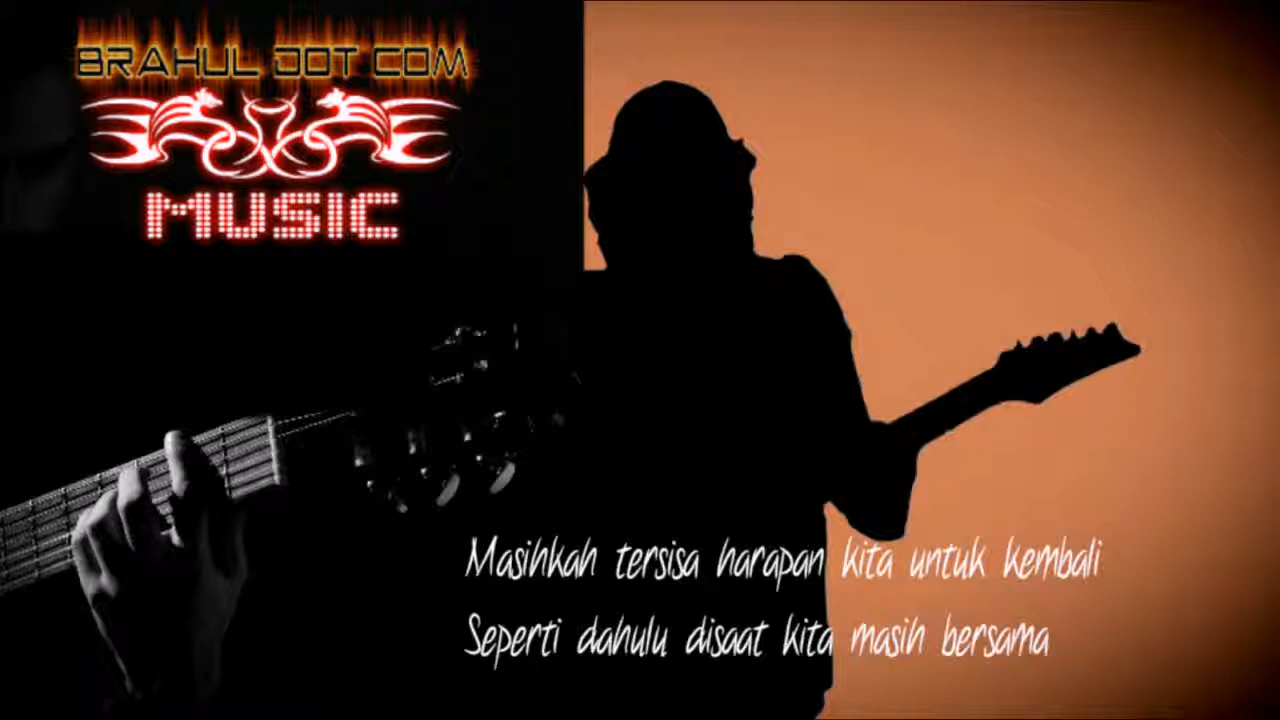 BRAHUL DOT COM
MUSIC
Masihkah tersisa harapan kita untuk kembali
Seperti dahulu disaat kita masih bersama